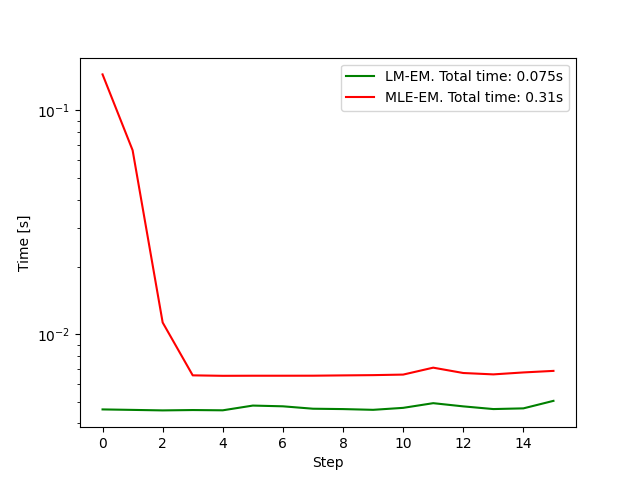 LM-EM. Total time: 0.075s
MLE-EM. Total time: 0.31s
10⁻¹
10⁻²
Time [s]
0 2 4 6 8 10 12 14
Step